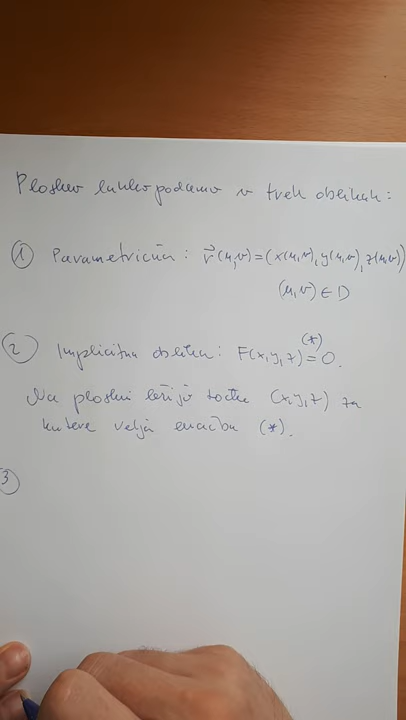 Ploskev lahko podamo v treh oblikah:
① Parametrična: r⃗(u,v)=(x(u,v), y(u,v), z(u,v))
(u,v) ∈ D
② Implicitna oblika: F(x,y,z) = 0.
(*)
Na ploskvi ležijo točke (x,y,z) za
katere velja enačba (*).
③